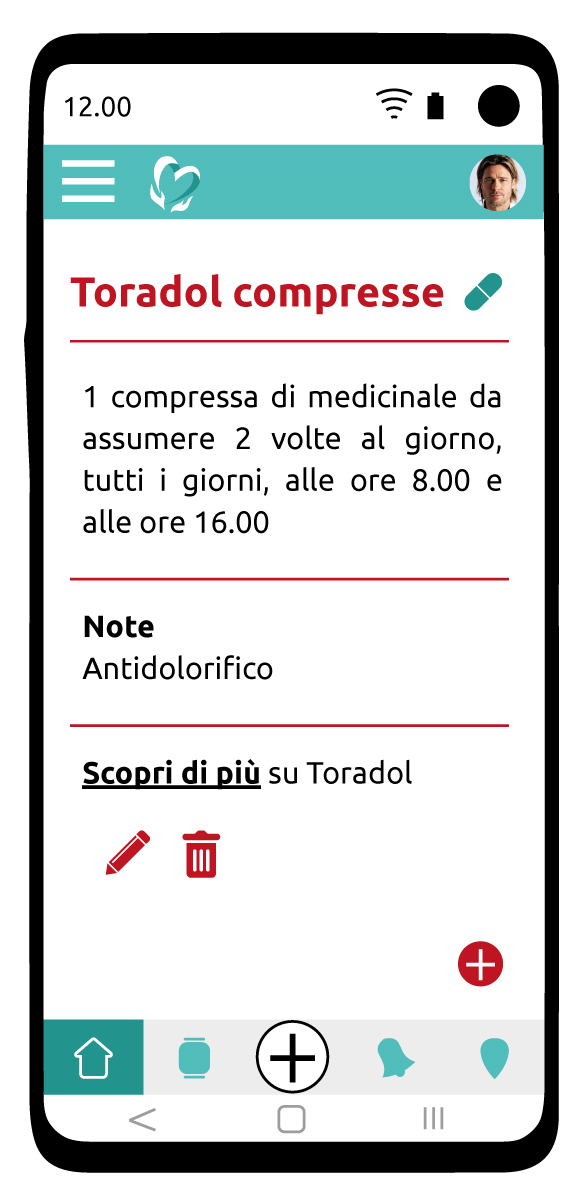 12.00
Toradol compresse
1 compressa di medicinale da
assumere 2 volte al giorno,
tutti i giorni, alle ore 8.00 e
alle ore 16.00
Note
Antidolorifico
Scopri di più su Toradol